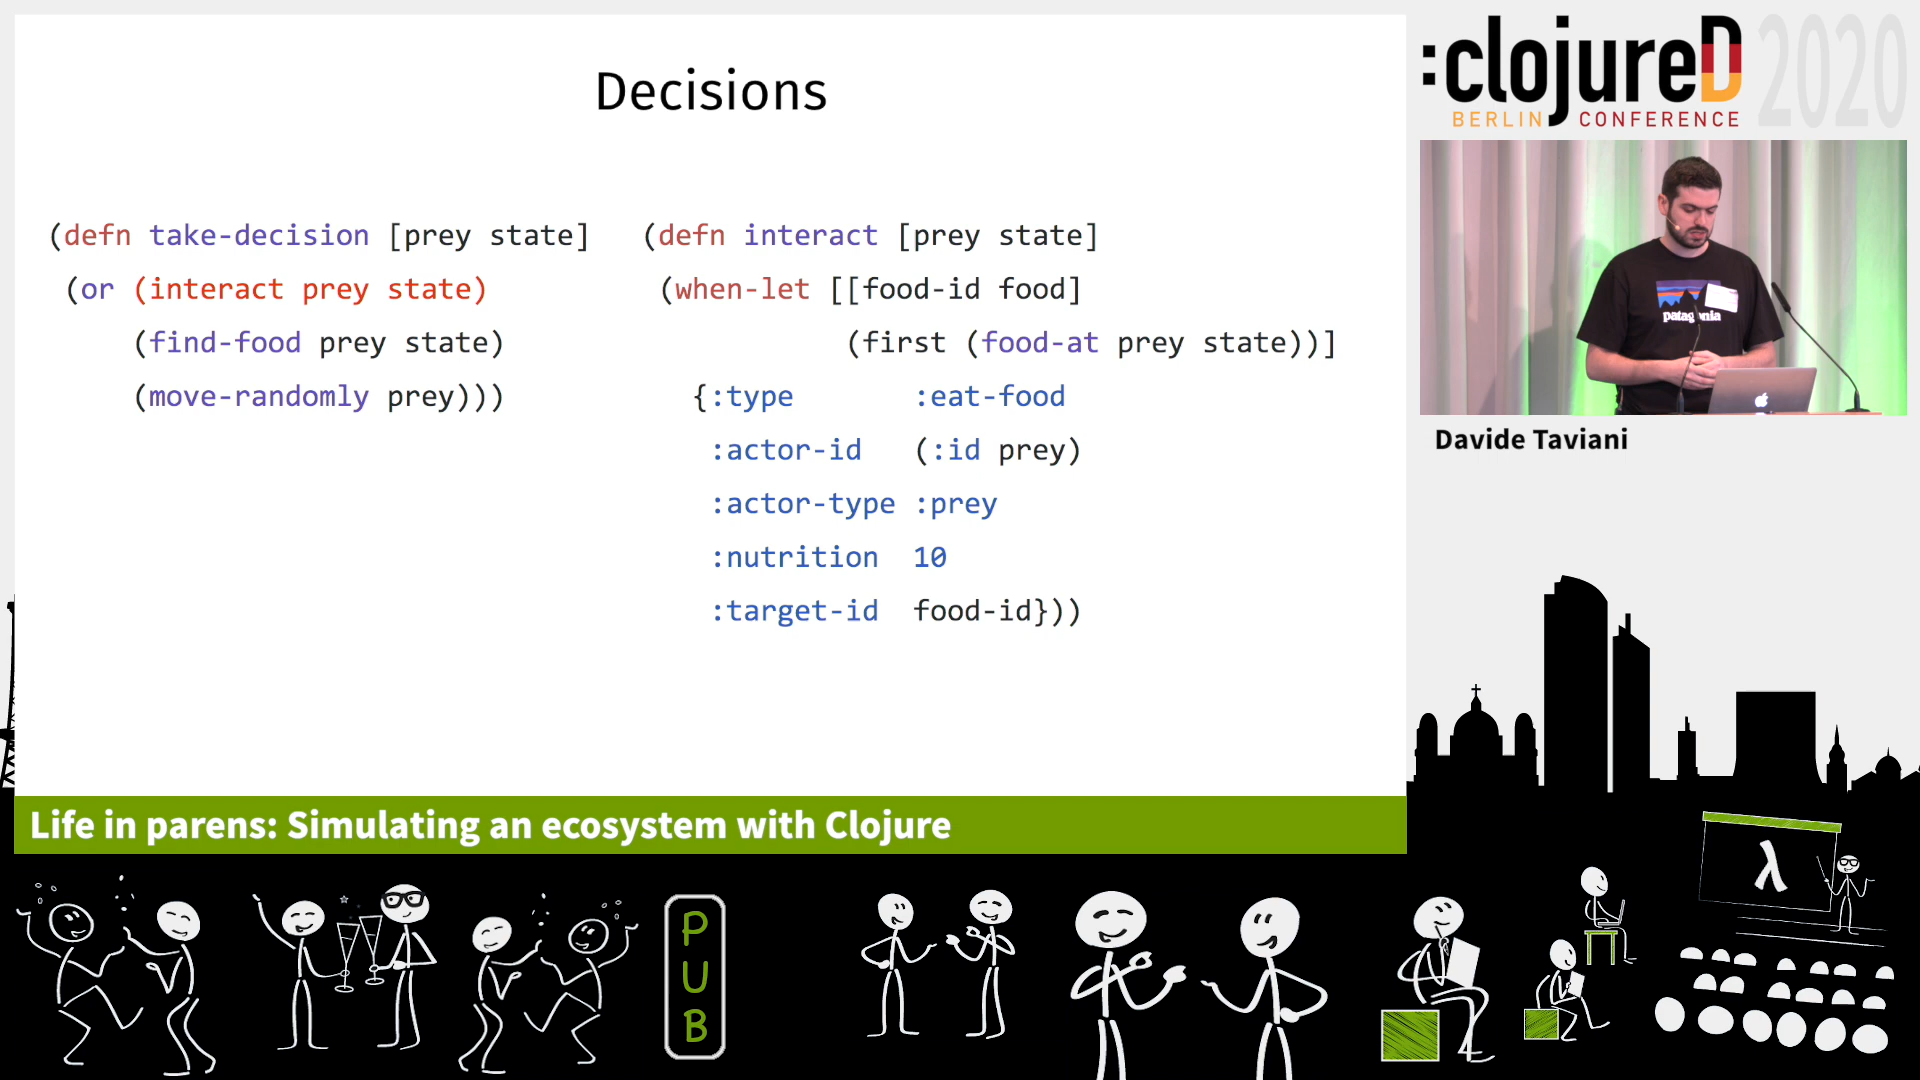 Decisions
(defn take-decision [prey state]
(or (interact prey state)
(find-food prey state)
(move-randomly prey)))
(defn interact [prey state]
(when-let [[food-id food]
(first (food-at prey state))]
{:type :eat-food
:actor-id (:id prey)
:actor-type :prey
:nutrition 10
:target-id food-id}))
:clojureD 2020
BERLIN CONFERENCE
patagonia
Davide Taviani
Life in parens: Simulating an ecosystem with Clojure
PUB
λ